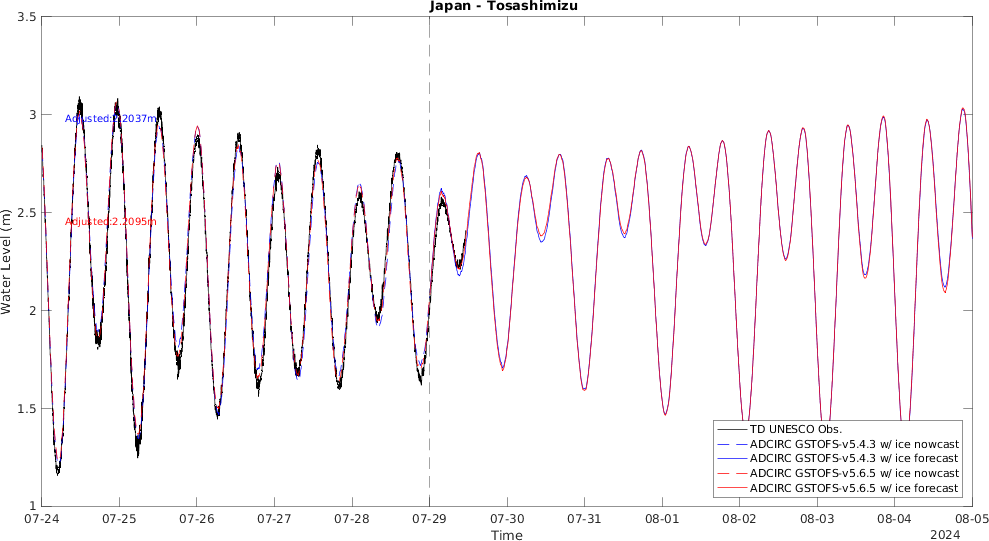 Japan - Tosashimizu
3.5
3
2.5
2
1.5
1
Water Level (m)
Adjusted:2.2037m
Adjusted:2.2095m
TD UNESCO Obs.
ADCIRC GSTOFS-v5.4.3 w/ ice nowcast
ADCIRC GSTOFS-v5.4.3 w/ ice forecast
ADCIRC GSTOFS-v5.6.5 w/ ice nowcast
ADCIRC GSTOFS-v5.6.5 w/ ice forecast
07-24 07-25 07-26 07-27 07-28 07-29 07-30 07-31 08-01 08-02 08-03 08-04 08-05
Time
2024